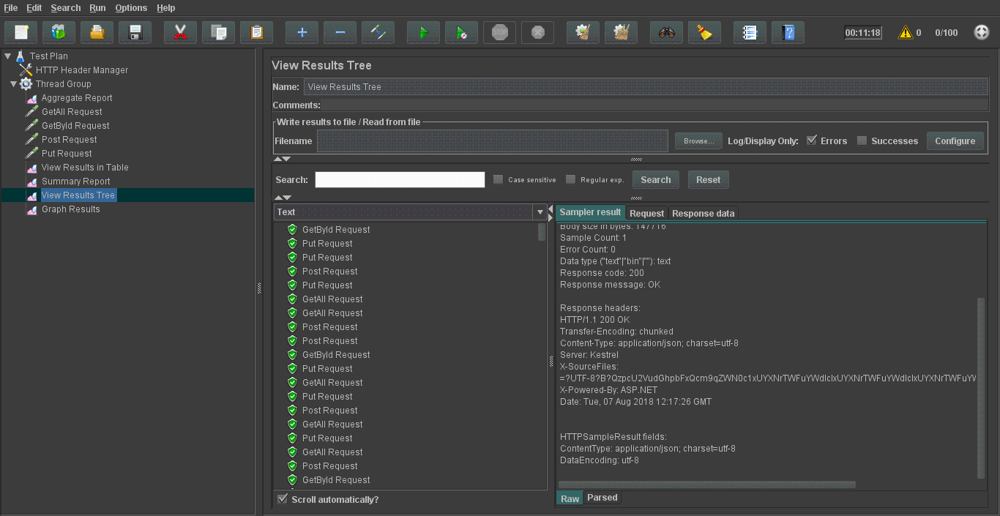 File Edit Search Run Options Help
STOP 00:11:18 0 0/100
Test Plan
HTTP Header Manager
Thread Group
Aggregate Report
GetAll Request
GetById Request
Post Request
Put Request
View Results in Table
Summary Report
View Results Tree
Graph Results
View Results Tree
Name: View Results Tree
Comments:
Write results to file / Read from file
Filename Browse... Log/Display Only: Errors Successes Configure
Search: Case sensitive Regular exp. Search Reset
Text
GetById Request
Put Request
Put Request
Post Request
Put Request
GetAll Request
GetAll Request
Post Request
Post Request
GetById Request
Put Request
GetAll Request
Put Request
Post Request
GetAll Request
Put Request
GetAll Request
Post Request
GetById Request
Scroll automatically?
Sampler result Request Response data
Body size in bytes: 147716
Sample Count: 1
Error Count: 0
Data type ("text"|"bin"|""): text
Response code: 200
Response message: OK
Response headers:
HTTP/1.1 200 OK
Transfer-Encoding: chunked
Content-Type: application/json; charset=utf-8
Server: Kestrel
X-SourceFiles:
X-Powered-By: ASP.NET
Date: Tue, 07 Aug 2018 12:17:26 GMT
HTTPSampleResult fields:
ContentType: application/json; charset=utf-8
DataEncoding: utf-8
Raw Parsed